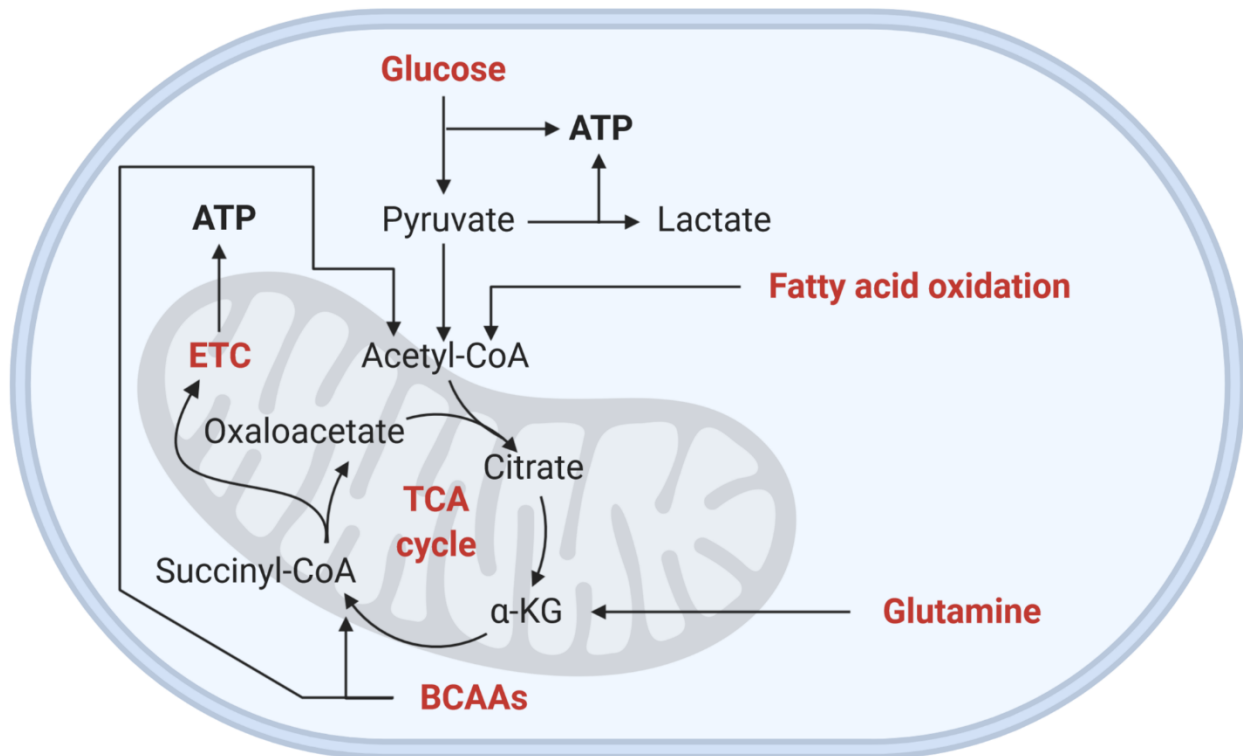 Glucose
ATP
ATP
Pyruvate
Lactate
Fatty acid oxidation
ETC
Acetyl-CoA
Oxaloacetate
Citrate
TCA
cycle
Succinyl-CoA
α-KG
Glutamine
BCAAs